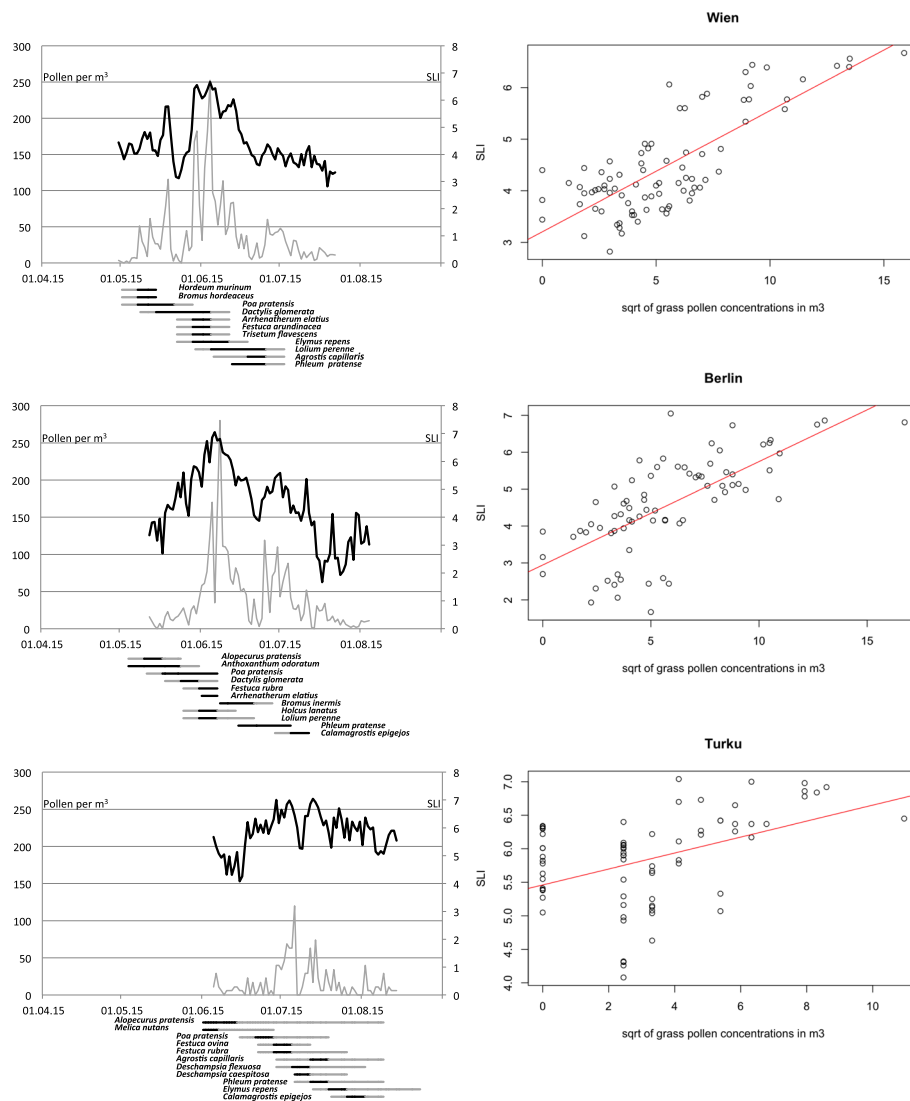 Wien
300 8
Pollen per m3 SLI
250 7
6
200
5
150 4
3
100
2
50
1
0 0
01.04.15 01.05.15 01.06.15 01.07.15 01.08.15
Hordeum murinum
Bromus hordeaceus
Poa pratensis
Dactylis glomerata
Arrhenatherum elatius
Festuca arundinacea
Trisetum flavescens
Elymus repens
Lolium perenne
Agrostis capillaris
Phleum pratense
SLI
6
5
4
3
0 5 10 15
sqrt of grass pollen concentrations in m3
Berlin
300 8
Pollen per m3 SLI
250 7
6
200
5
150 4
3
100
2
50
1
0 0
01.04.15 01.05.15 01.06.15 01.07.15 01.08.15
Alopecurus pratensis
Anthoxanthum odoratum
Poa pratensis
Dactylis glomerata
Festuca rubra
Arrhenatherum elatius
Bromus inermis
Holcus lanatus
Lolium perenne
Phleum pratense
Calamagrostis epigejos
SLI
7
6
5
4
3
2
0 5 10 15
sqrt of grass pollen concentrations in m3
Turku
300 8
Pollen per m3 SLI
250 7
6
200
5
150 4
3
100
2
50
1
0 0
01.04.15 01.05.15 01.06.15 01.07.15 01.08.15
Alopecurus pratensis
Melica nutans
Poa pratensis
Festuca ovina
Festuca rubra
Agrostis capillaris
Deschampsia flexuosa
Deschampsia caespitosa
Phleum pratense
Elymus repens
Calamagrostis epigejos
SLI
7.0
6.5
6.0
5.5
5.0
4.5
4.0
0 2 4 6 8 10
sqrt of grass pollen concentrations in m3